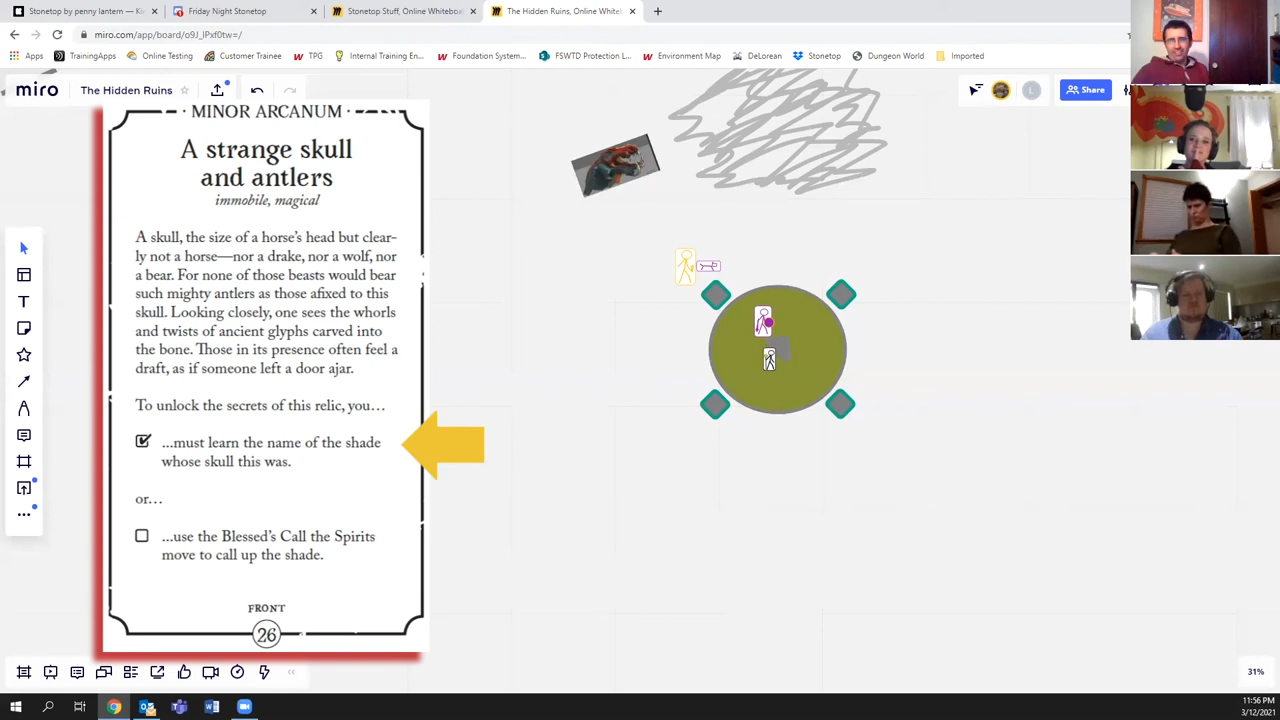 Stonetop by penny lantern — Ki
Friday Night Stonetop
Stonetop Stuff, Online Whiteboa
The Hidden Ruins, Online Whiteb
miro.com/app/board/o9J_lPxf0tw=/
Apps
TrainingApps
Online Testing
Customer Trainee
TPG
Internal Training En...
Foundation System...
FSWTD Protection L...
Environment Map
DeLorean
Stonetop
Dungeon World
Imported
miro
The Hidden Ruins
L
Share
· MINOR ARCANUM ·
A strange skull
and antlers
immobile, magical
A skull, the size of a horse's head but clear-
ly not a horse—nor a drake, nor a wolf, nor
a bear. For none of those beasts would bear
such mighty antlers as those afixed to this
skull. Looking closely, one sees the whorls
and twists of ancient glyphs carved into
the bone. Those in its presence often feel a
draft, as if someone left a door ajar.
To unlock the secrets of this relic, you…
…must learn the name of the shade
whose skull this was.
or…
…use the Blessed's Call the Spirits
move to call up the shade.
FRONT
26
31%
11:56 PM
3/12/2021